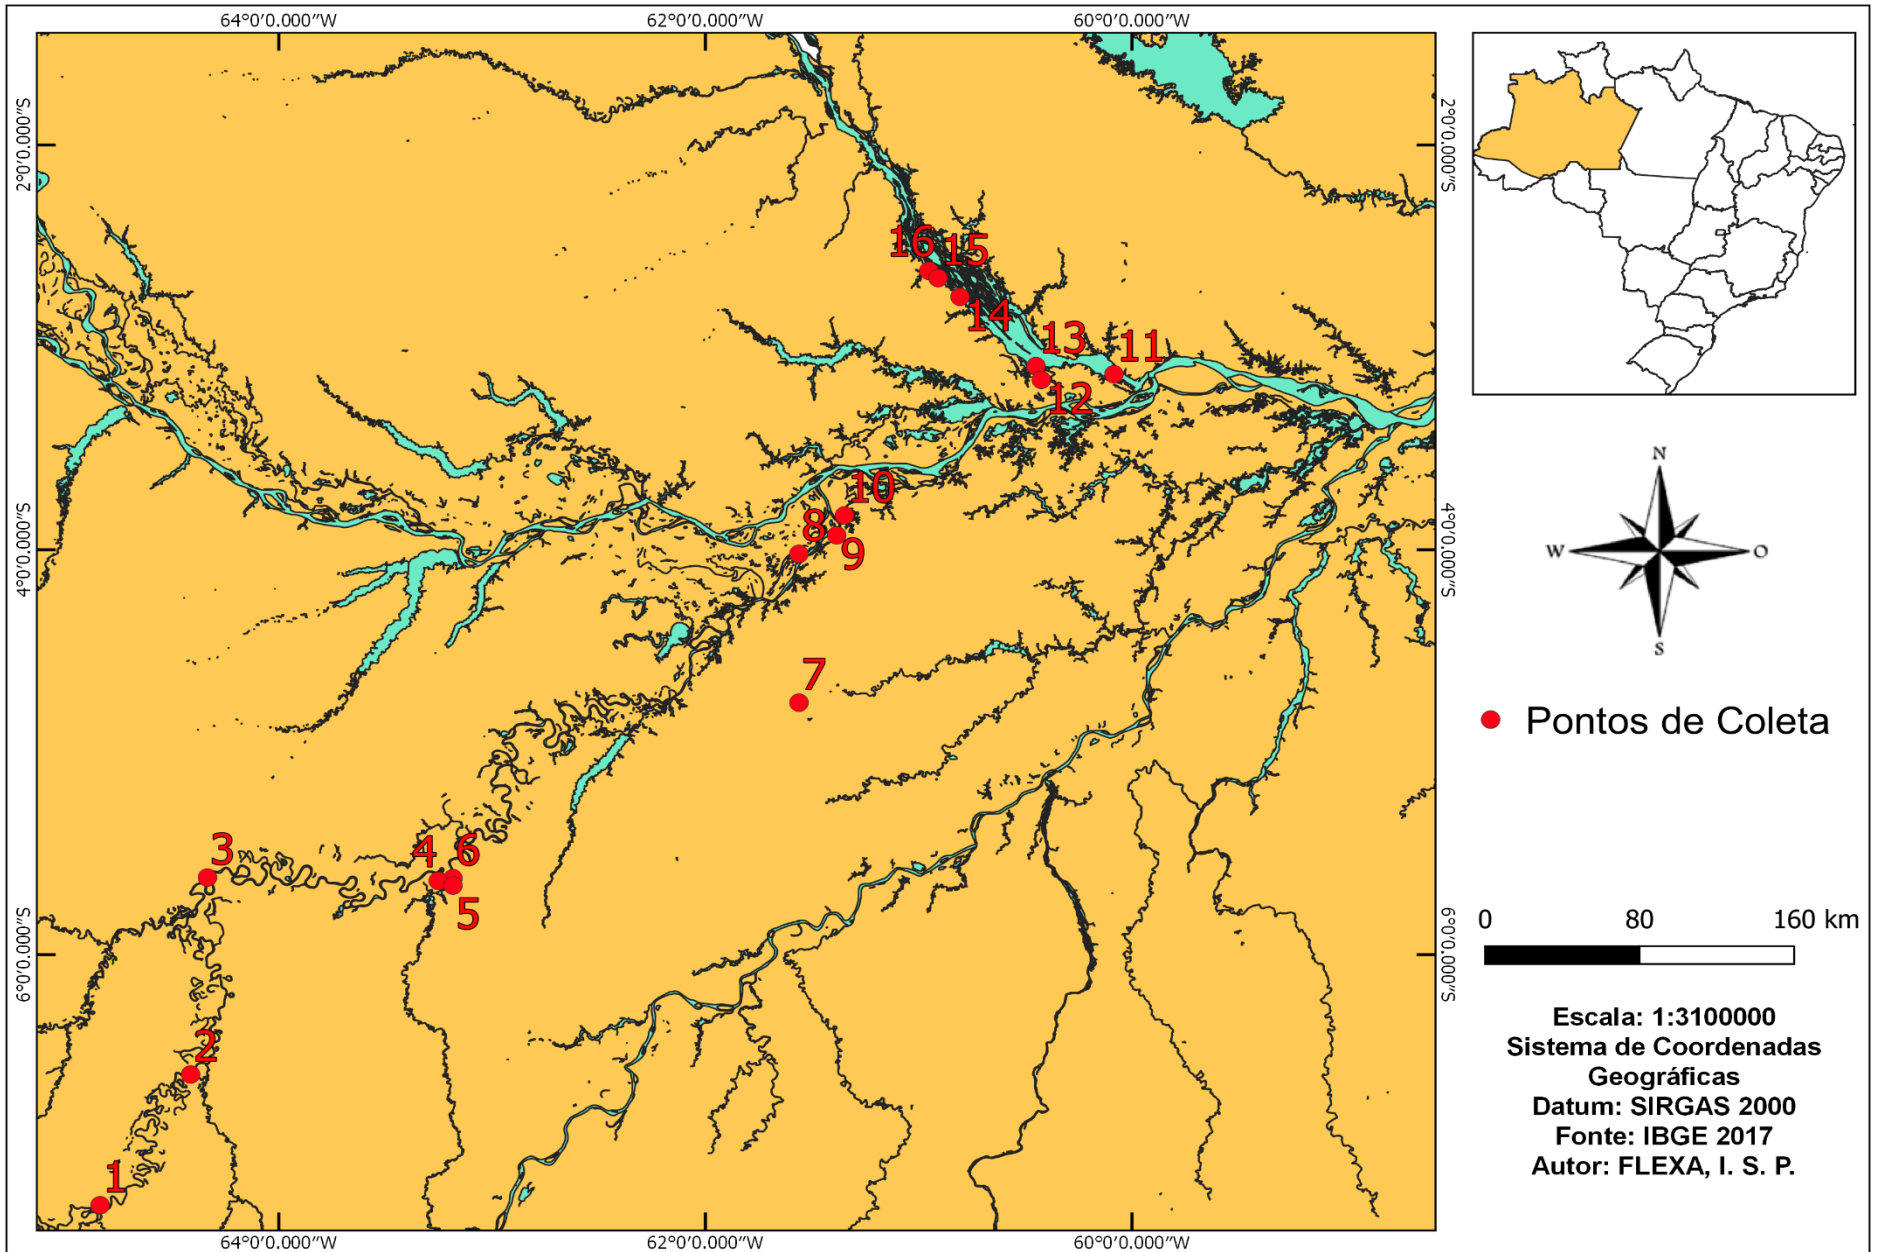 64°0'0.000"W
62°0'0.000"W
60°0'0.000"W
2°0'0.000"S
2°0'0.000"S
4°0'0.000"S
4°0'0.000"S
6°0'0.000"S
6°0'0.000"S
16
15
14
13
11
12
10
8
9
7
3
4
6
5
2
1
64°0'0.000"W
62°0'0.000"W
60°0'0.000"W
N
W
O
S
Pontos de Coleta
0 80 160 km
Escala: 1:3100000
Sistema de Coordenadas
Geográficas
Datum: SIRGAS 2000
Fonte: IBGE 2017
Autor: FLEXA, I. S. P.